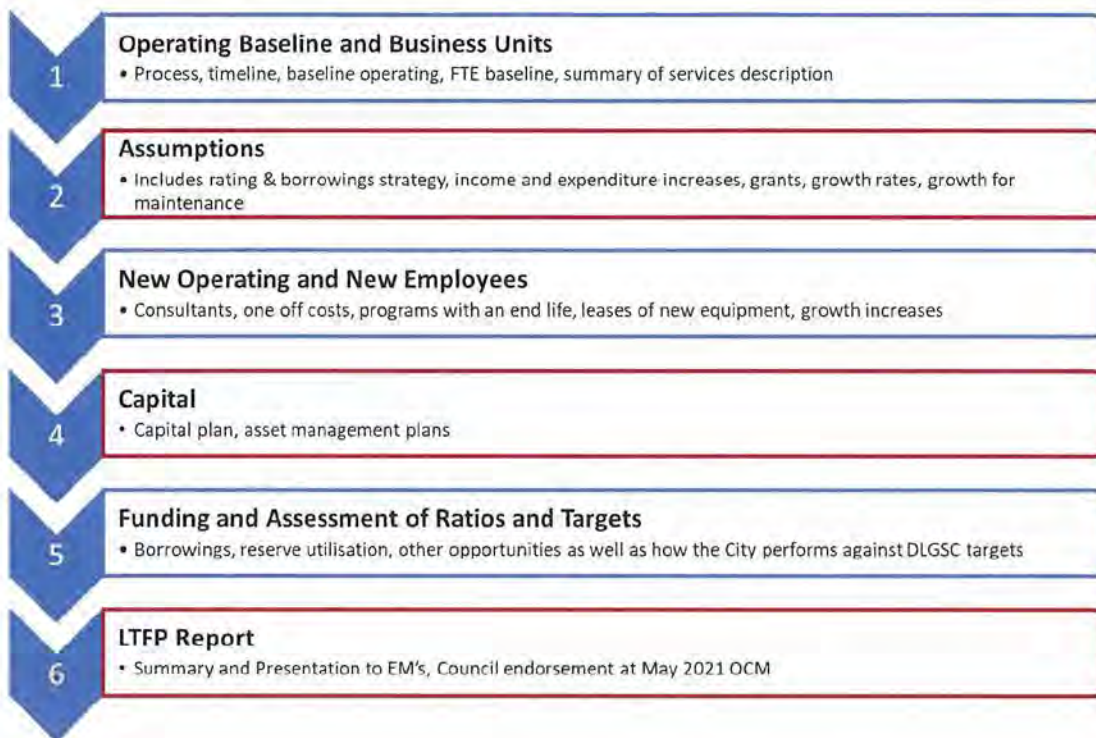 1
Operating Baseline and Business Units
• Process, timeline, baseline operating, FTE baseline, summary of services description
2
Assumptions
• Includes rating & borrowings strategy, income and expenditure increases, grants, growth rates, growth for
maintenance
3
New Operating and New Employees
• Consultants, one off costs, programs with an end life, leases of new equipment, growth increases
4
Capital
• Capital plan, asset management plans
5
Funding and Assessment of Ratios and Targets
• Borrowings, reserve utilisation, other opportunities as well as how the City performs against DLGSC targets
6
LTFP Report
• Summary and Presentation to EM's, Council endorsement at May 2021 OCM